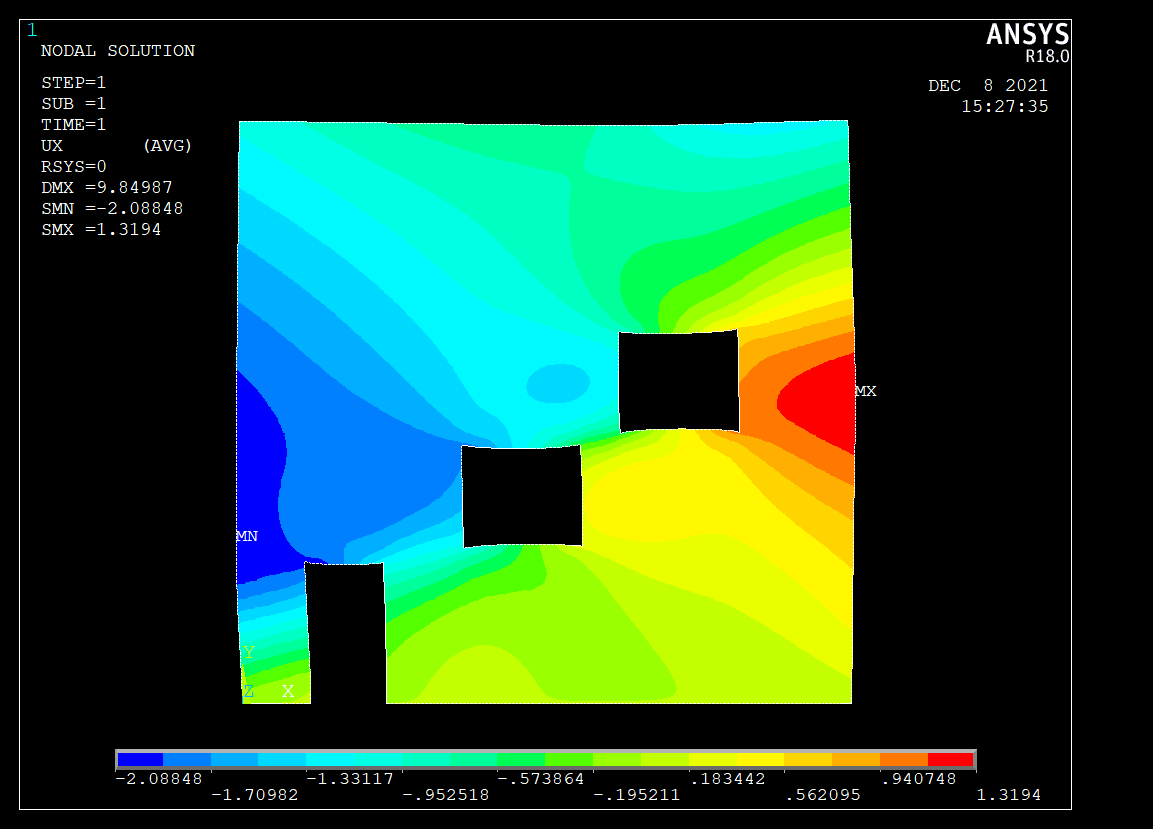 1
ANSYS
R18.0
NODAL SOLUTION
STEP=1
SUB =1
TIME=1
UX (AVG)
RSYS=0
DMX =9.84987
SMN =-2.08848
SMX =1.3194
DEC 8 2021
15:27:35
MX
MN
Y
Z X
-2.08848 -1.33117 -.573864 .183442 .940748
-1.70982 -.952518 -.195211 .562095 1.3194